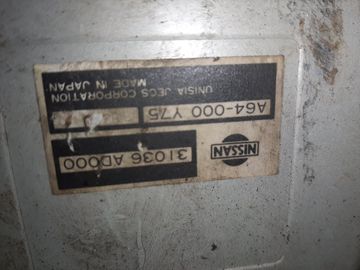 NISSAN
31036 AD000
A64-000 Y75
UNISIA JECS CORPORATION
MADE IN JAPAN